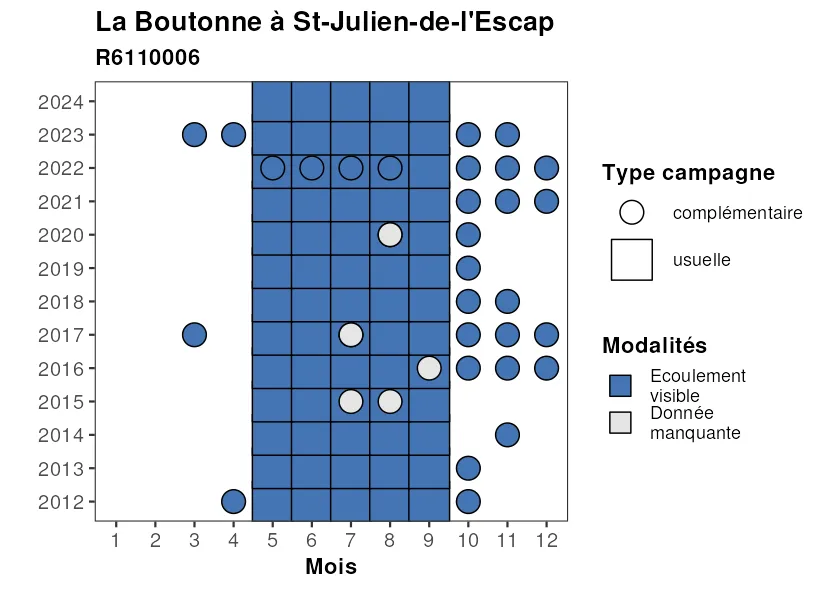 La Boutonne à St-Julien-de-l'Escap
R6110006
2024
2023
2022
2021
2020
2019
2018
2017
2016
2015
2014
2013
2012
1 2 3 4 5 6 7 8 9 10 11 12
Mois
Type campagne
complémentaire
usuelle
Modalités
Ecoulement
visible
Donnée
manquante